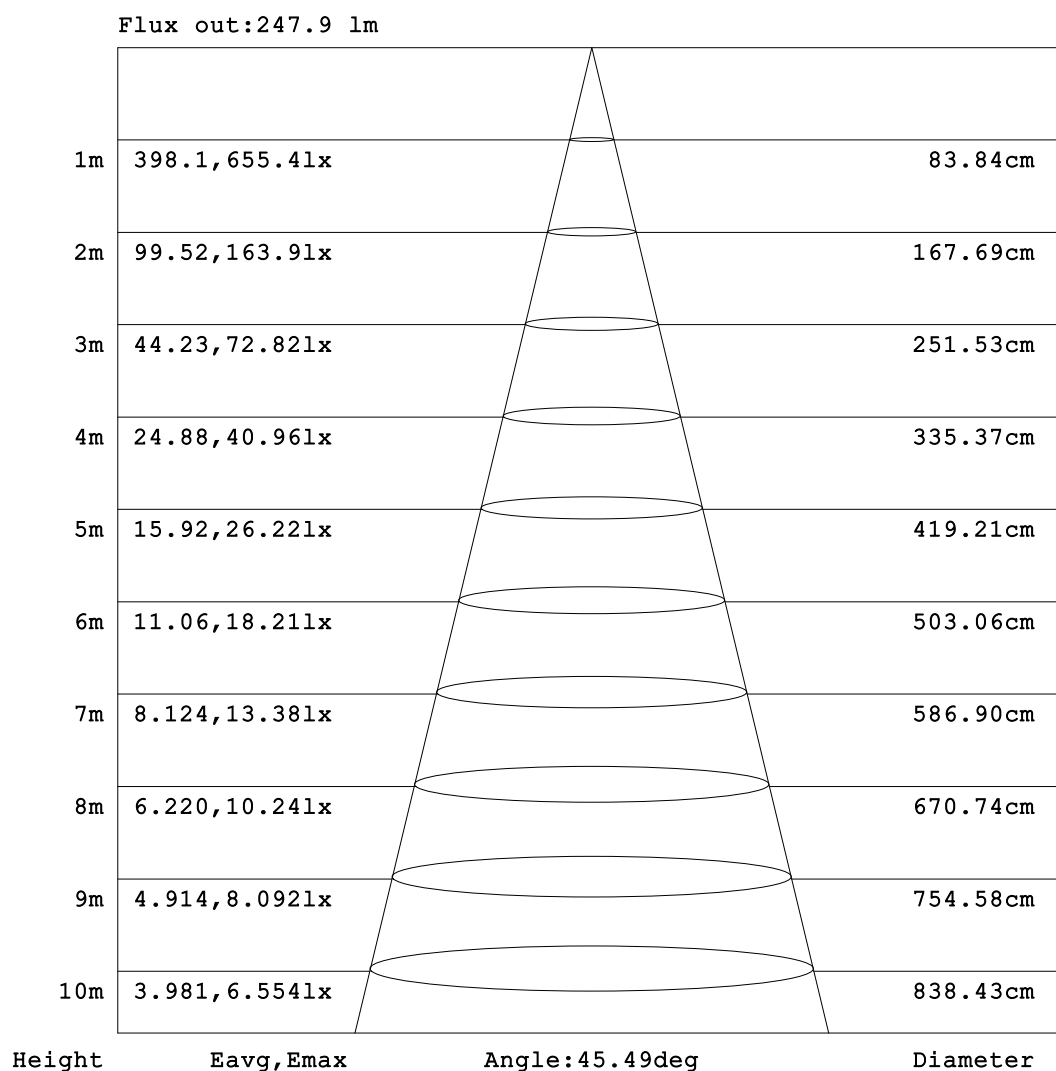 Flux out:247.9 lm
1m 398.1,655.4lx 83.84cm
2m 99.52,163.9lx 167.69cm
3m 44.23,72.82lx 251.53cm
4m 24.88,40.96lx 335.37cm
5m 15.92,26.22lx 419.21cm
6m 11.06,18.21lx 503.06cm
7m 8.124,13.38lx 586.90cm
8m 6.220,10.24lx 670.74cm
9m 4.914,8.092lx 754.58cm
10m 3.981,6.554lx 838.43cm
Height Eavg,Emax Angle:45.49deg Diameter